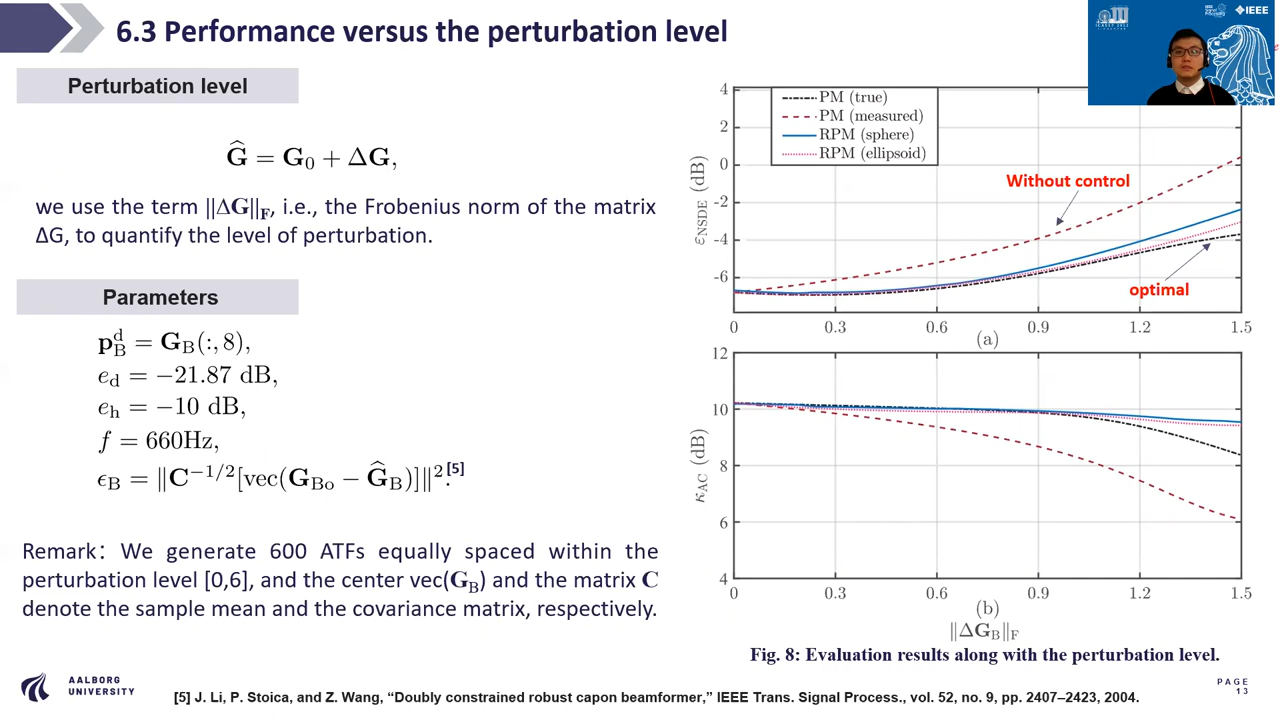 6.3 Performance versus the perturbation level
IEEE Signal Processing Society
IEEE
Perturbation level
Ĝ = G₀ + ΔG,
we use the term ||ΔG||_F, i.e., the Frobenius norm of the matrix
ΔG, to quantify the level of perturbation.
Parameters
p_B^d = G_B(:, 8),
e_d = −21.87 dB,
e_h = −10 dB,
f = 660Hz,
ϵ_B = ‖C^{−1/2}[vec(G_Bo − Ĝ_B)]‖². [5]
Remark: We generate 600 ATFs equally spaced within the
perturbation level [0,6], and the center vec(G_B) and the matrix C
denote the sample mean and the covariance matrix, respectively.
PM (true)
PM (measured)
RPM (sphere)
RPM (ellipsoid)
Without control
optimal
ε_NSDE (dB)
4
2
0
-2
-4
-6
0 0.3 0.6 0.9 1.2 1.5
(a)
κ_AC (dB)
12
10
8
6
4
0 0.3 0.6 0.9 1.2 1.5
(b)
‖ΔG_B‖_F
Fig. 8: Evaluation results along with the perturbation level.
AALBORG
UNIVERSITY
[5] J. Li, P. Stoica, and Z. Wang, “Doubly constrained robust capon beamformer,” IEEE Trans. Signal Process., vol. 52, no. 9, pp. 2407–2423, 2004.
PAGE
13